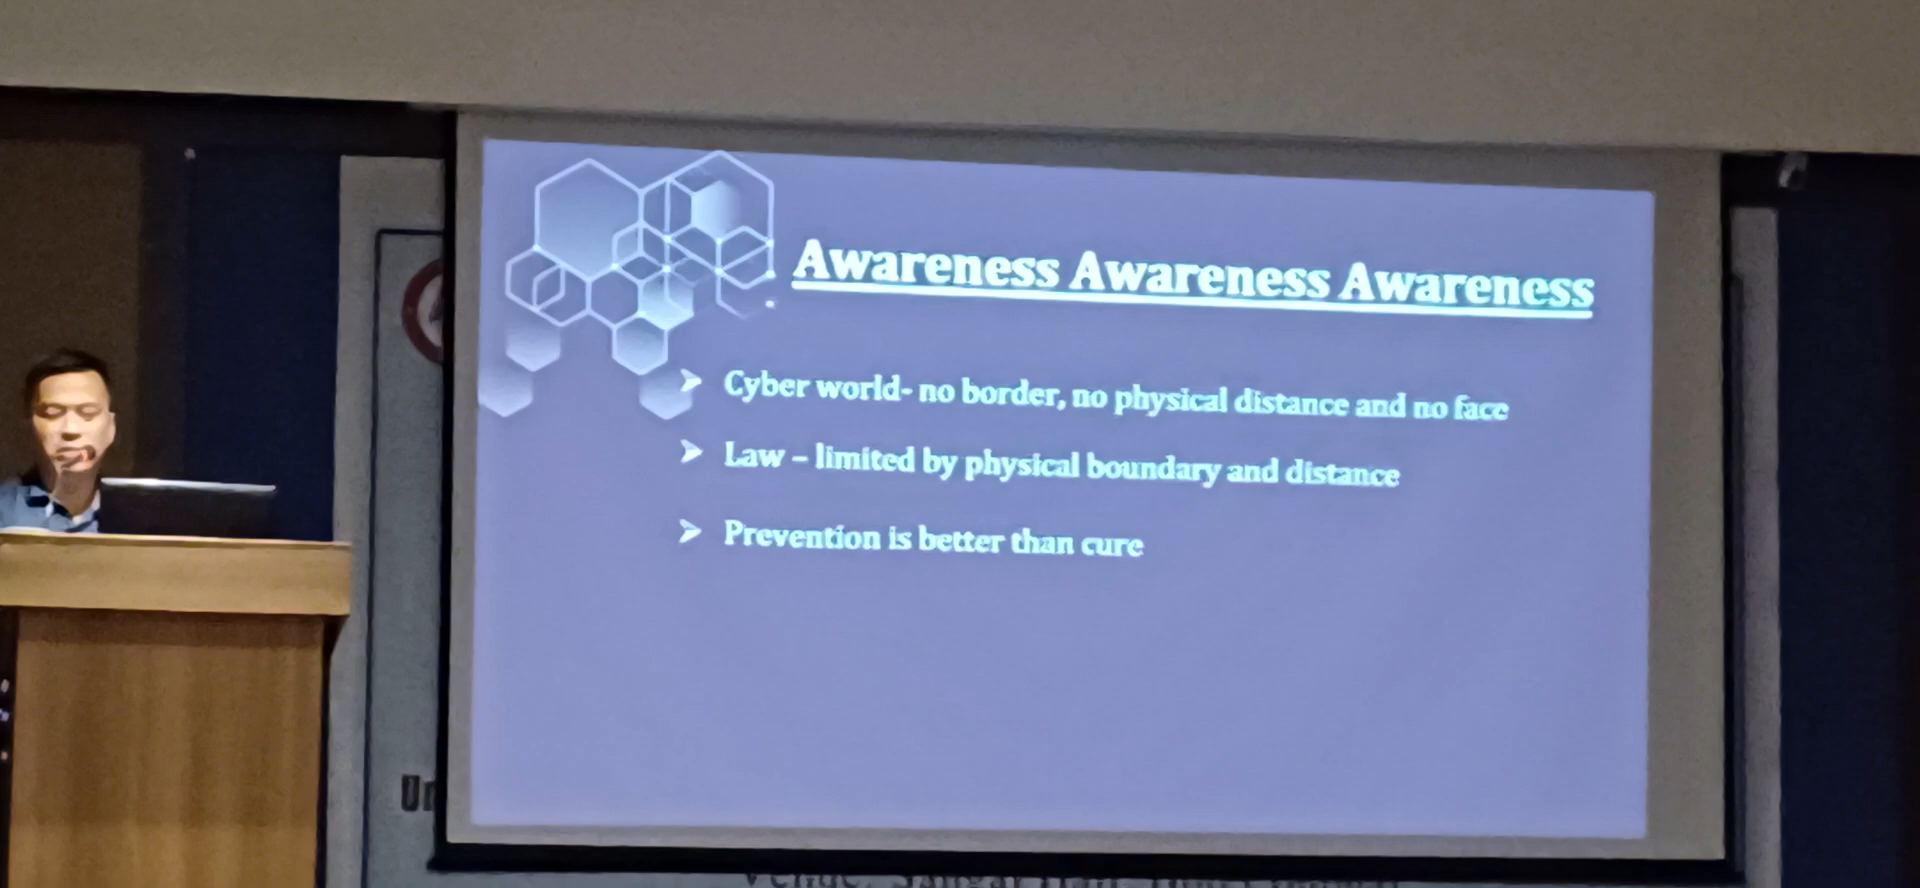 Awareness Awareness Awareness
➤ Cyber world- no border, no physical distance and no face
➤ Law – limited by physical boundary and distance
➤ Prevention is better than cure